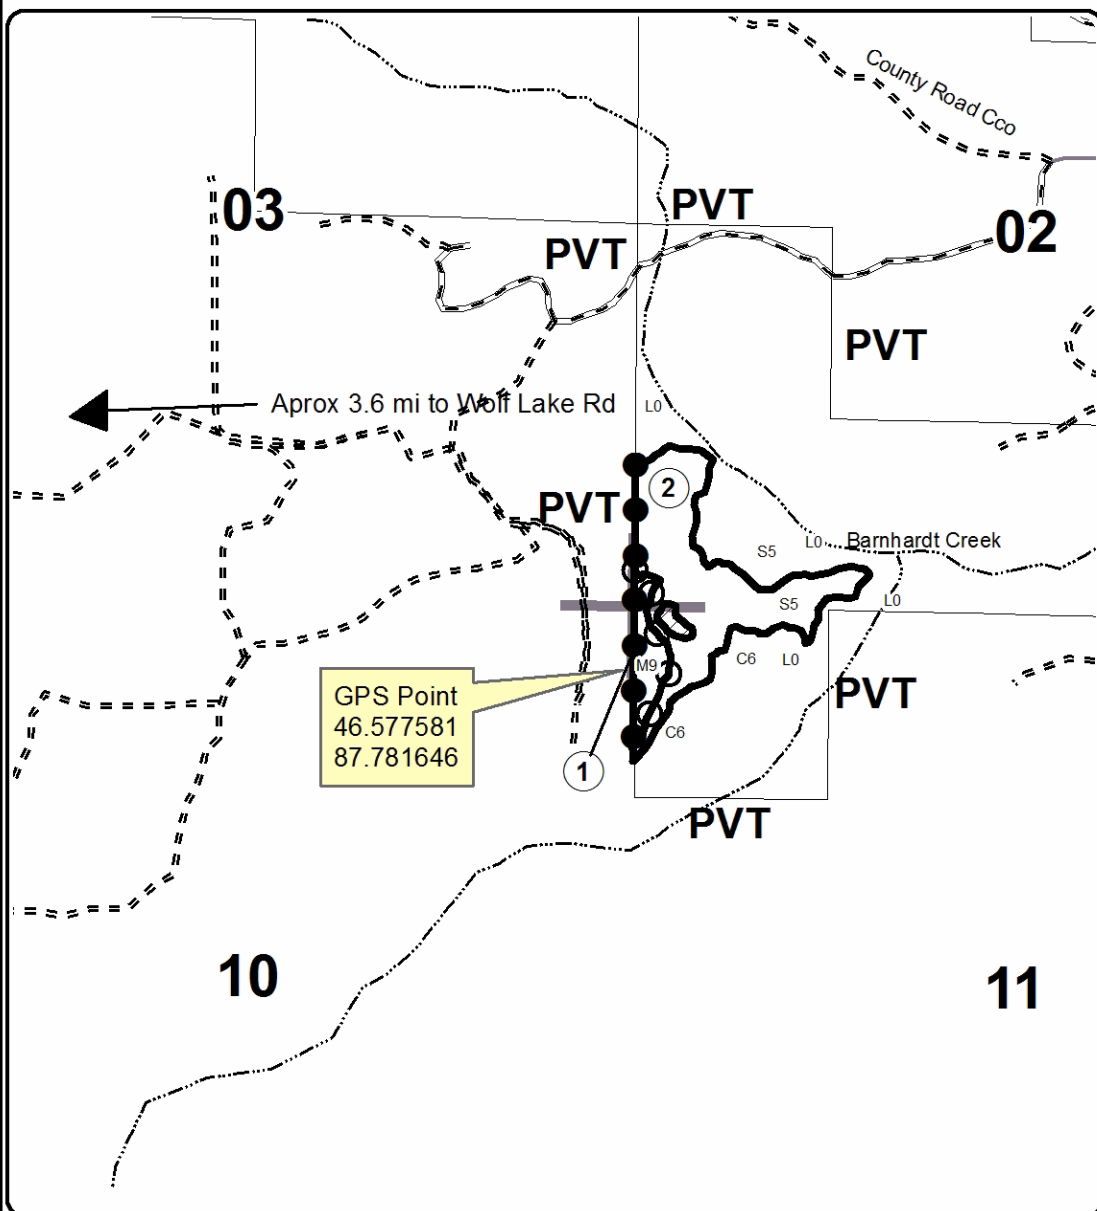 County Road Cco
03
PVT
02
PVT
PVT
Aprox 3.6 mi to Wolf Lake Rd
L0
2
PVT
L0
Barnhardt Creek
S5
S5
L0
M9
C6
L0
GPS Point
46.577581
87.781646
PVT
C6
1
PVT
10
11